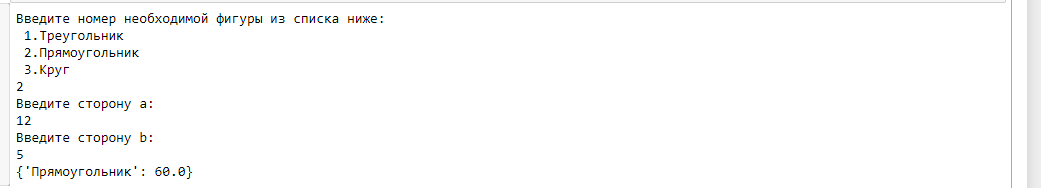 Введите номер необходимой фигуры из списка ниже:
1.Треугольник
2.Прямоугольник
3.Круг
2
Введите сторону a:
12
Введите сторону b:
5
{'Прямоугольник': 60.0}